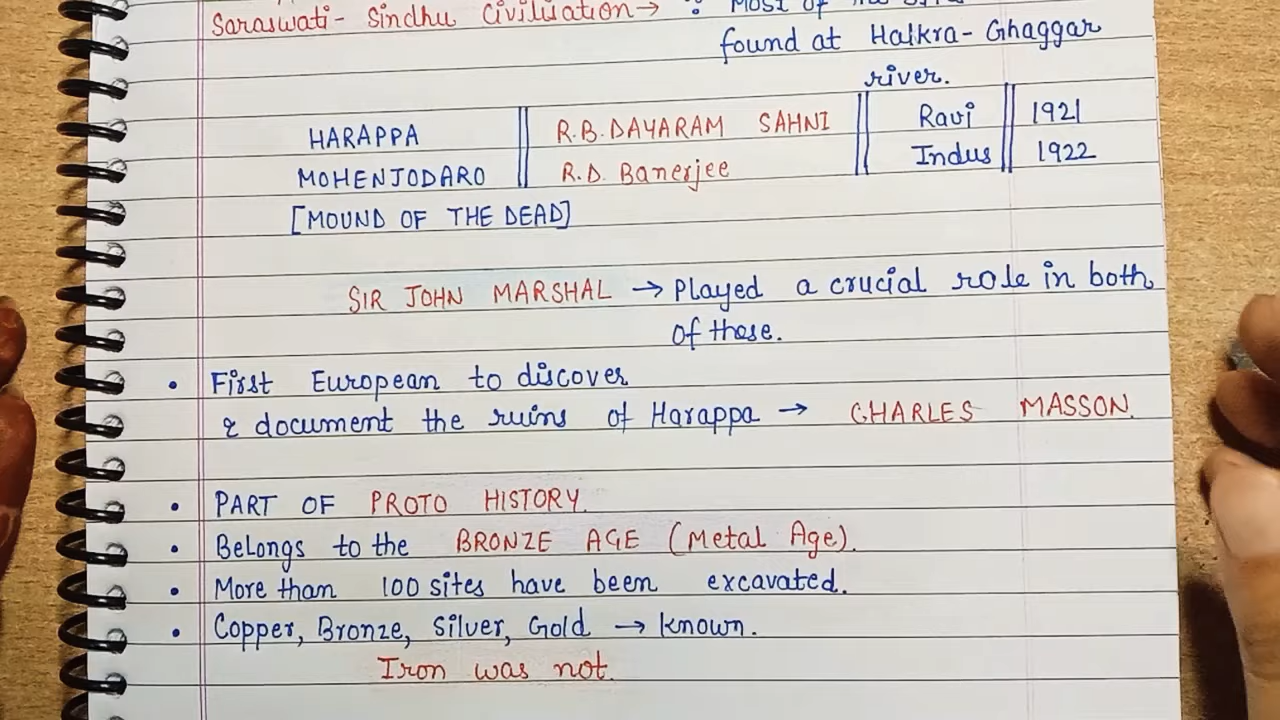 Saraswati - Sindhu Civilisation → ∵ Most of the
found at Hakra - Ghaggar
river.
HARAPPA || R.B. DAYARAM SAHNI || Ravi || 1921
MOHENJODARO || R.D. Banerjee || Indus || 1922
[MOUND OF THE DEAD]
SIR JOHN MARSHAL → Played a crucial role in both
of these.
• First European to discover
& document the ruins of Harappa → CHARLES MASSON.
• PART OF PROTO HISTORY.
• Belongs to the BRONZE AGE (Metal Age).
• More than 100 sites have been excavated.
• Copper, Bronze, Silver, Gold → known.
Iron was not.